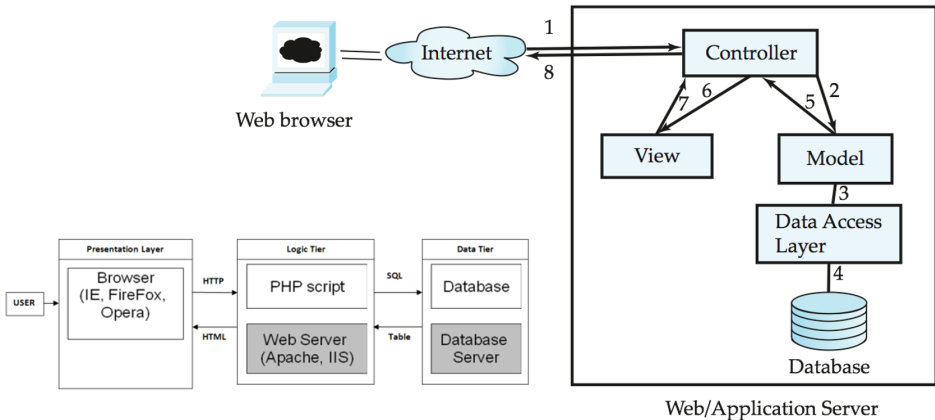 1
Internet
8
Controller
Web browser
7
6
5
2
View
Model
3
Data Access
Layer
4
Database
Web/Application Server
Presentation Layer
Logic Tier
Data Tier
USER
Browser
(IE, FireFox,
Opera)
HTTP
HTML
PHP script
Web Server
(Apache, IIS)
SQL
Table
Database
Database
Server